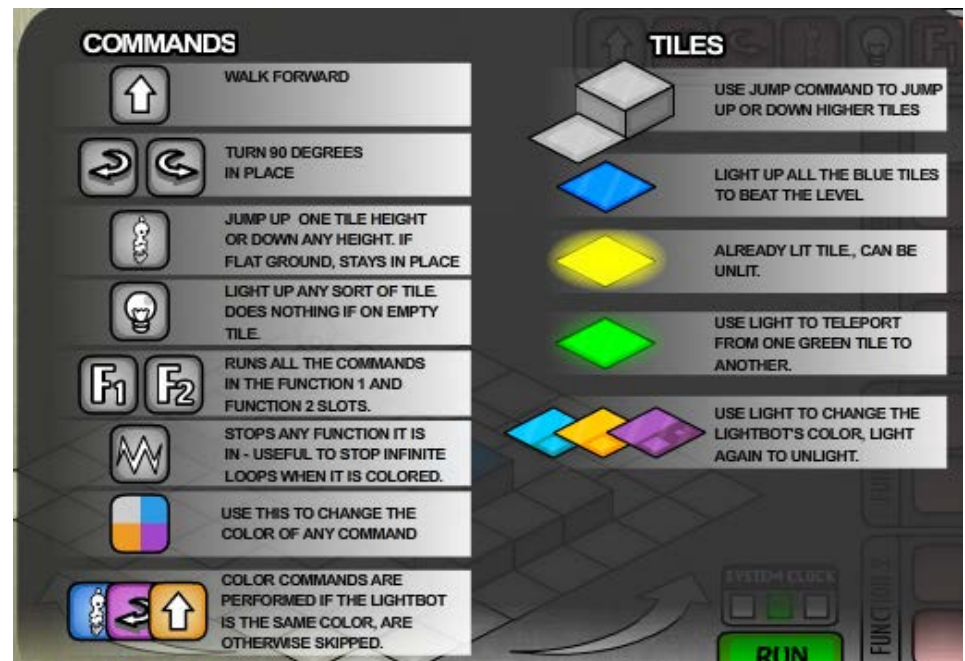 COMMANDS
WALK FORWARD
TURN 90 DEGREES
IN PLACE
JUMP UP ONE TILE HEIGHT
OR DOWN ANY HEIGHT. IF
FLAT GROUND, STAYS IN PLACE
LIGHT UP ANY SORT OF TILE.
DOES NOTHING IF ON EMPTY
TILE.
F1 F2
RUNS ALL THE COMMANDS
IN THE FUNCTION 1 AND
FUNCTION 2 SLOTS.
STOPS ANY FUNCTION IT IS
IN - USEFUL TO STOP INFINITE
LOOPS WHEN IT IS COLORED.
USE THIS TO CHANGE THE
COLOR OF ANY COMMAND
COLOR COMMANDS ARE
PERFORMED IF THE LIGHTBOT
IS THE SAME COLOR, ARE
OTHERWISE SKIPPED.
TILES
USE JUMP COMMAND TO JUMP
UP OR DOWN HIGHER TILES
LIGHT UP ALL THE BLUE TILES
TO BEAT THE LEVEL
ALREADY LIT TILE., CAN BE
UNLIT.
USE LIGHT TO TELEPORT
FROM ONE GREEN TILE TO
ANOTHER.
USE LIGHT TO CHANGE THE
LIGHTBOT'S COLOR, LIGHT
AGAIN TO UNLIGHT.
F1
SYSTEM CLOCK
RUN
FUNCTION 2